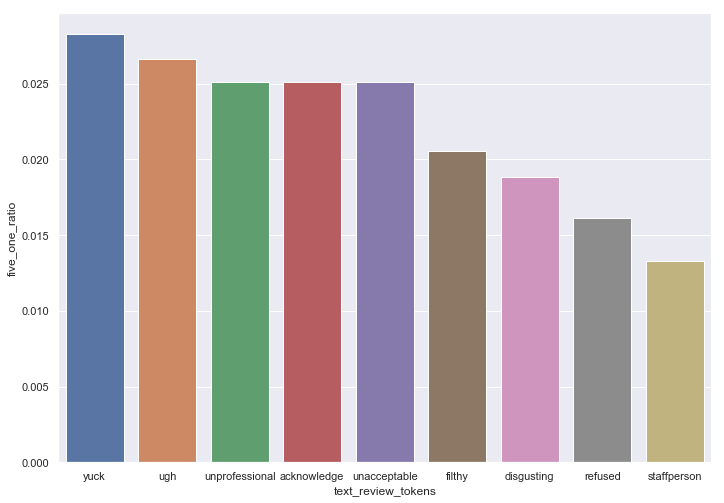 0.025
0.020
0.015
0.010
0.005
0.000
five_one_ratio
yuck ugh unprofessional acknowledge unacceptable filthy disgusting refused staffperson
text_review_tokens